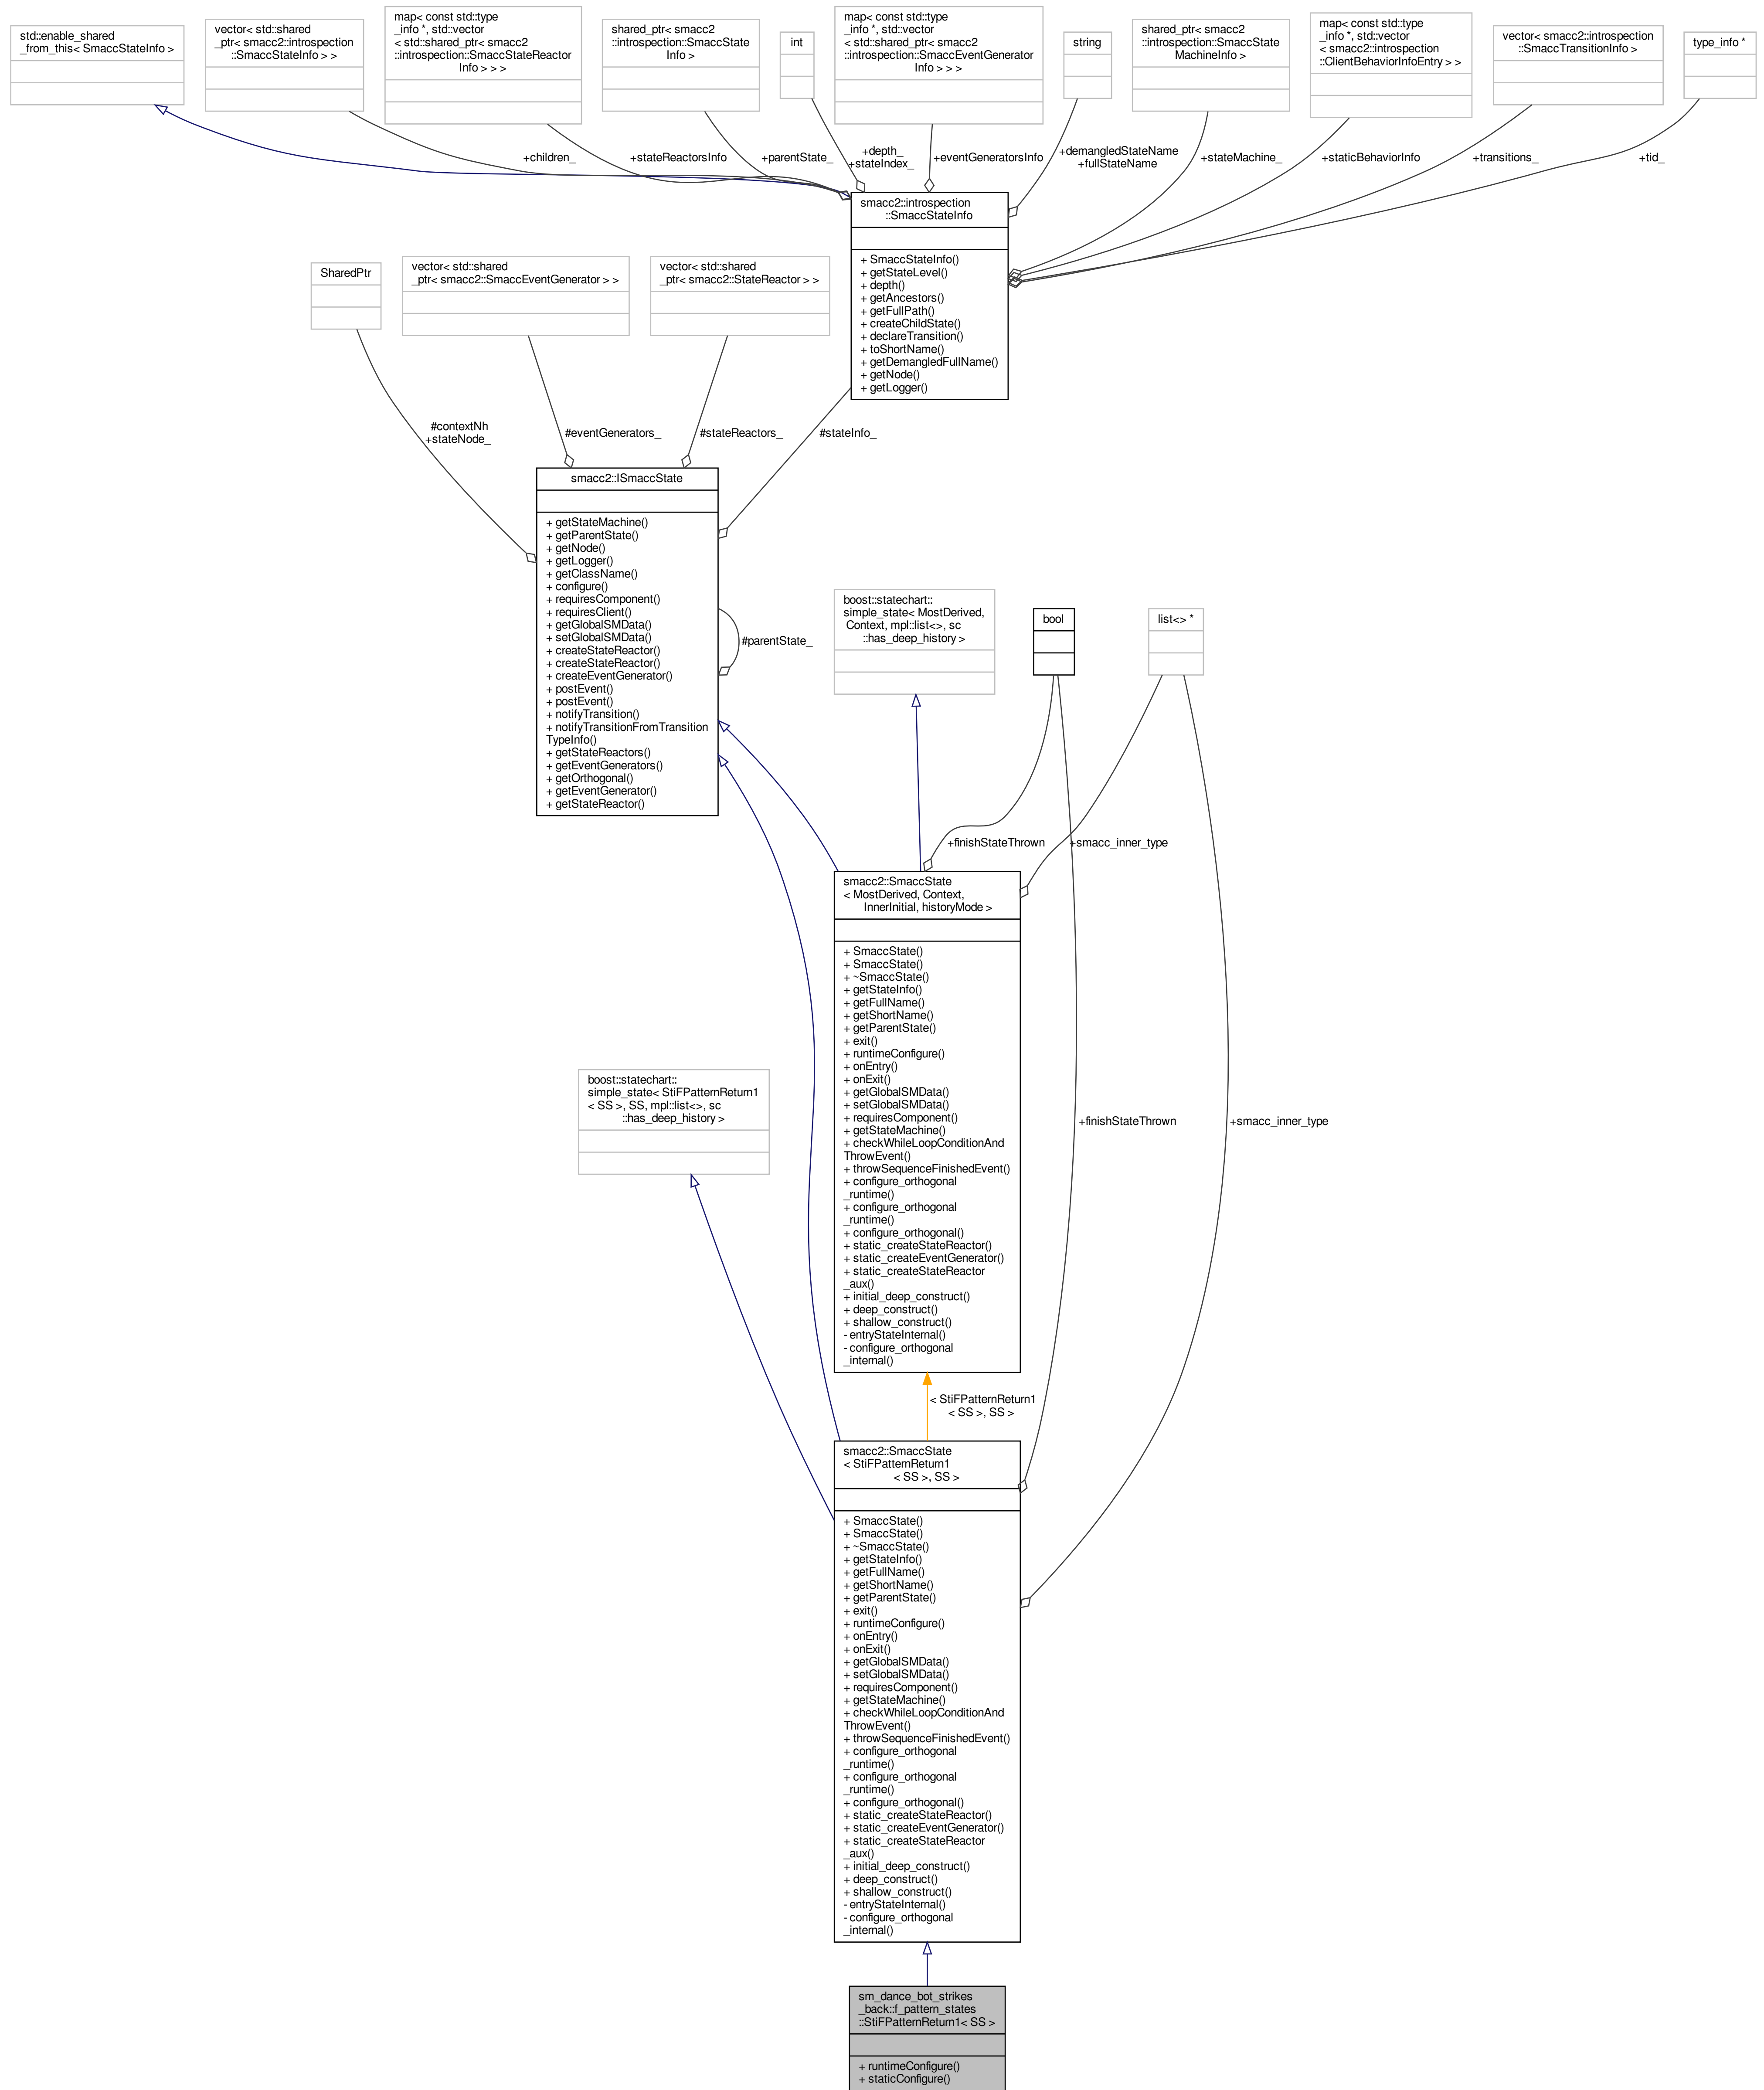 std::enable_shared
_from_this< SmaccStateInfo >
vector< std::shared
_ptr< smacc2::introspection
::SmaccStateInfo > >
map< const std::type
_info *, std::vector
< std::shared_ptr< smacc2
::introspection::SmaccStateReactor
Info > > >
shared_ptr< smacc2
::introspection::SmaccState
Info >
int
map< const std::type
_info *, std::vector
< std::shared_ptr< smacc2
::introspection::SmaccEventGenerator
Info > > >
string
shared_ptr< smacc2
::introspection::SmaccState
MachineInfo >
map< const std::type
_info *, std::vector
< smacc2::introspection
::ClientBehaviorInfoEntry > >
vector< smacc2::introspection
::SmaccTransitionInfo >
type_info *
+children_
+stateReactorsInfo
+parentState_
+depth_
+stateIndex_
+eventGeneratorsInfo
+demangledStateName
+fullStateName
+stateMachine_
+staticBehaviorInfo
+transitions_
+tid_
smacc2::introspection
::SmaccStateInfo
+ SmaccStateInfo()
+ getStateLevel()
+ depth()
+ getAncestors()
+ getFullPath()
+ createChildState()
+ declareTransition()
+ toShortName()
+ getDemangledFullName()
+ getNode()
+ getLogger()
SharedPtr
vector< std::shared
_ptr< smacc2::SmaccEventGenerator > >
vector< std::shared
_ptr< smacc2::StateReactor > >
#contextNh
+stateNode_
#eventGenerators_
#stateReactors_
#stateInfo_
smacc2::ISmaccState
+ getStateMachine()
+ getParentState()
+ getNode()
+ getLogger()
+ getClassName()
+ configure()
+ requiresComponent()
+ requiresClient()
+ getGlobalSMData()
+ setGlobalSMData()
+ createStateReactor()
+ createStateReactor()
+ createEventGenerator()
+ postEvent()
+ postEvent()
+ notifyTransition()
+ notifyTransitionFromTransition
TypeInfo()
+ getStateReactors()
+ getEventGenerators()
+ getOrthogonal()
+ getEventGenerator()
+ getStateReactor()
#parentState_
boost::statechart::
simple_state< MostDerived,
Context, mpl::list<>, sc
::has_deep_history >
bool
list<> *
+finishStateThrown
+smacc_inner_type
smacc2::SmaccState
< MostDerived, Context,
InnerInitial, historyMode >
+ SmaccState()
+ SmaccState()
+ ~SmaccState()
+ getStateInfo()
+ getFullName()
+ getShortName()
+ getParentState()
+ exit()
+ runtimeConfigure()
+ onEntry()
+ onExit()
+ getGlobalSMData()
+ setGlobalSMData()
+ requiresComponent()
+ getStateMachine()
+ checkWhileLoopConditionAnd
ThrowEvent()
+ throwSequenceFinishedEvent()
+ configure_orthogonal
_runtime()
+ configure_orthogonal
_runtime()
+ configure_orthogonal()
+ static_createStateReactor()
+ static_createEventGenerator()
+ static_createStateReactor
_aux()
+ initial_deep_construct()
+ deep_construct()
+ shallow_construct()
- entryStateInternal()
- configure_orthogonal
_internal()
boost::statechart::
simple_state< StiFPatternReturn1
< SS >, SS, mpl::list<>, sc
::has_deep_history >
+finishStateThrown
+smacc_inner_type
< StiFPatternReturn1
< SS >, SS >
smacc2::SmaccState
< StiFPatternReturn1
< SS >, SS >
+ SmaccState()
+ SmaccState()
+ ~SmaccState()
+ getStateInfo()
+ getFullName()
+ getShortName()
+ getParentState()
+ exit()
+ runtimeConfigure()
+ onEntry()
+ onExit()
+ getGlobalSMData()
+ setGlobalSMData()
+ requiresComponent()
+ getStateMachine()
+ checkWhileLoopConditionAnd
ThrowEvent()
+ throwSequenceFinishedEvent()
+ configure_orthogonal
_runtime()
+ configure_orthogonal
_runtime()
+ configure_orthogonal()
+ static_createStateReactor()
+ static_createEventGenerator()
+ static_createStateReactor
_aux()
+ initial_deep_construct()
+ deep_construct()
+ shallow_construct()
- entryStateInternal()
- configure_orthogonal
_internal()
sm_dance_bot_strikes
_back::f_pattern_states
::StiFPatternReturn1< SS >
+ runtimeConfigure()
+ staticConfigure()